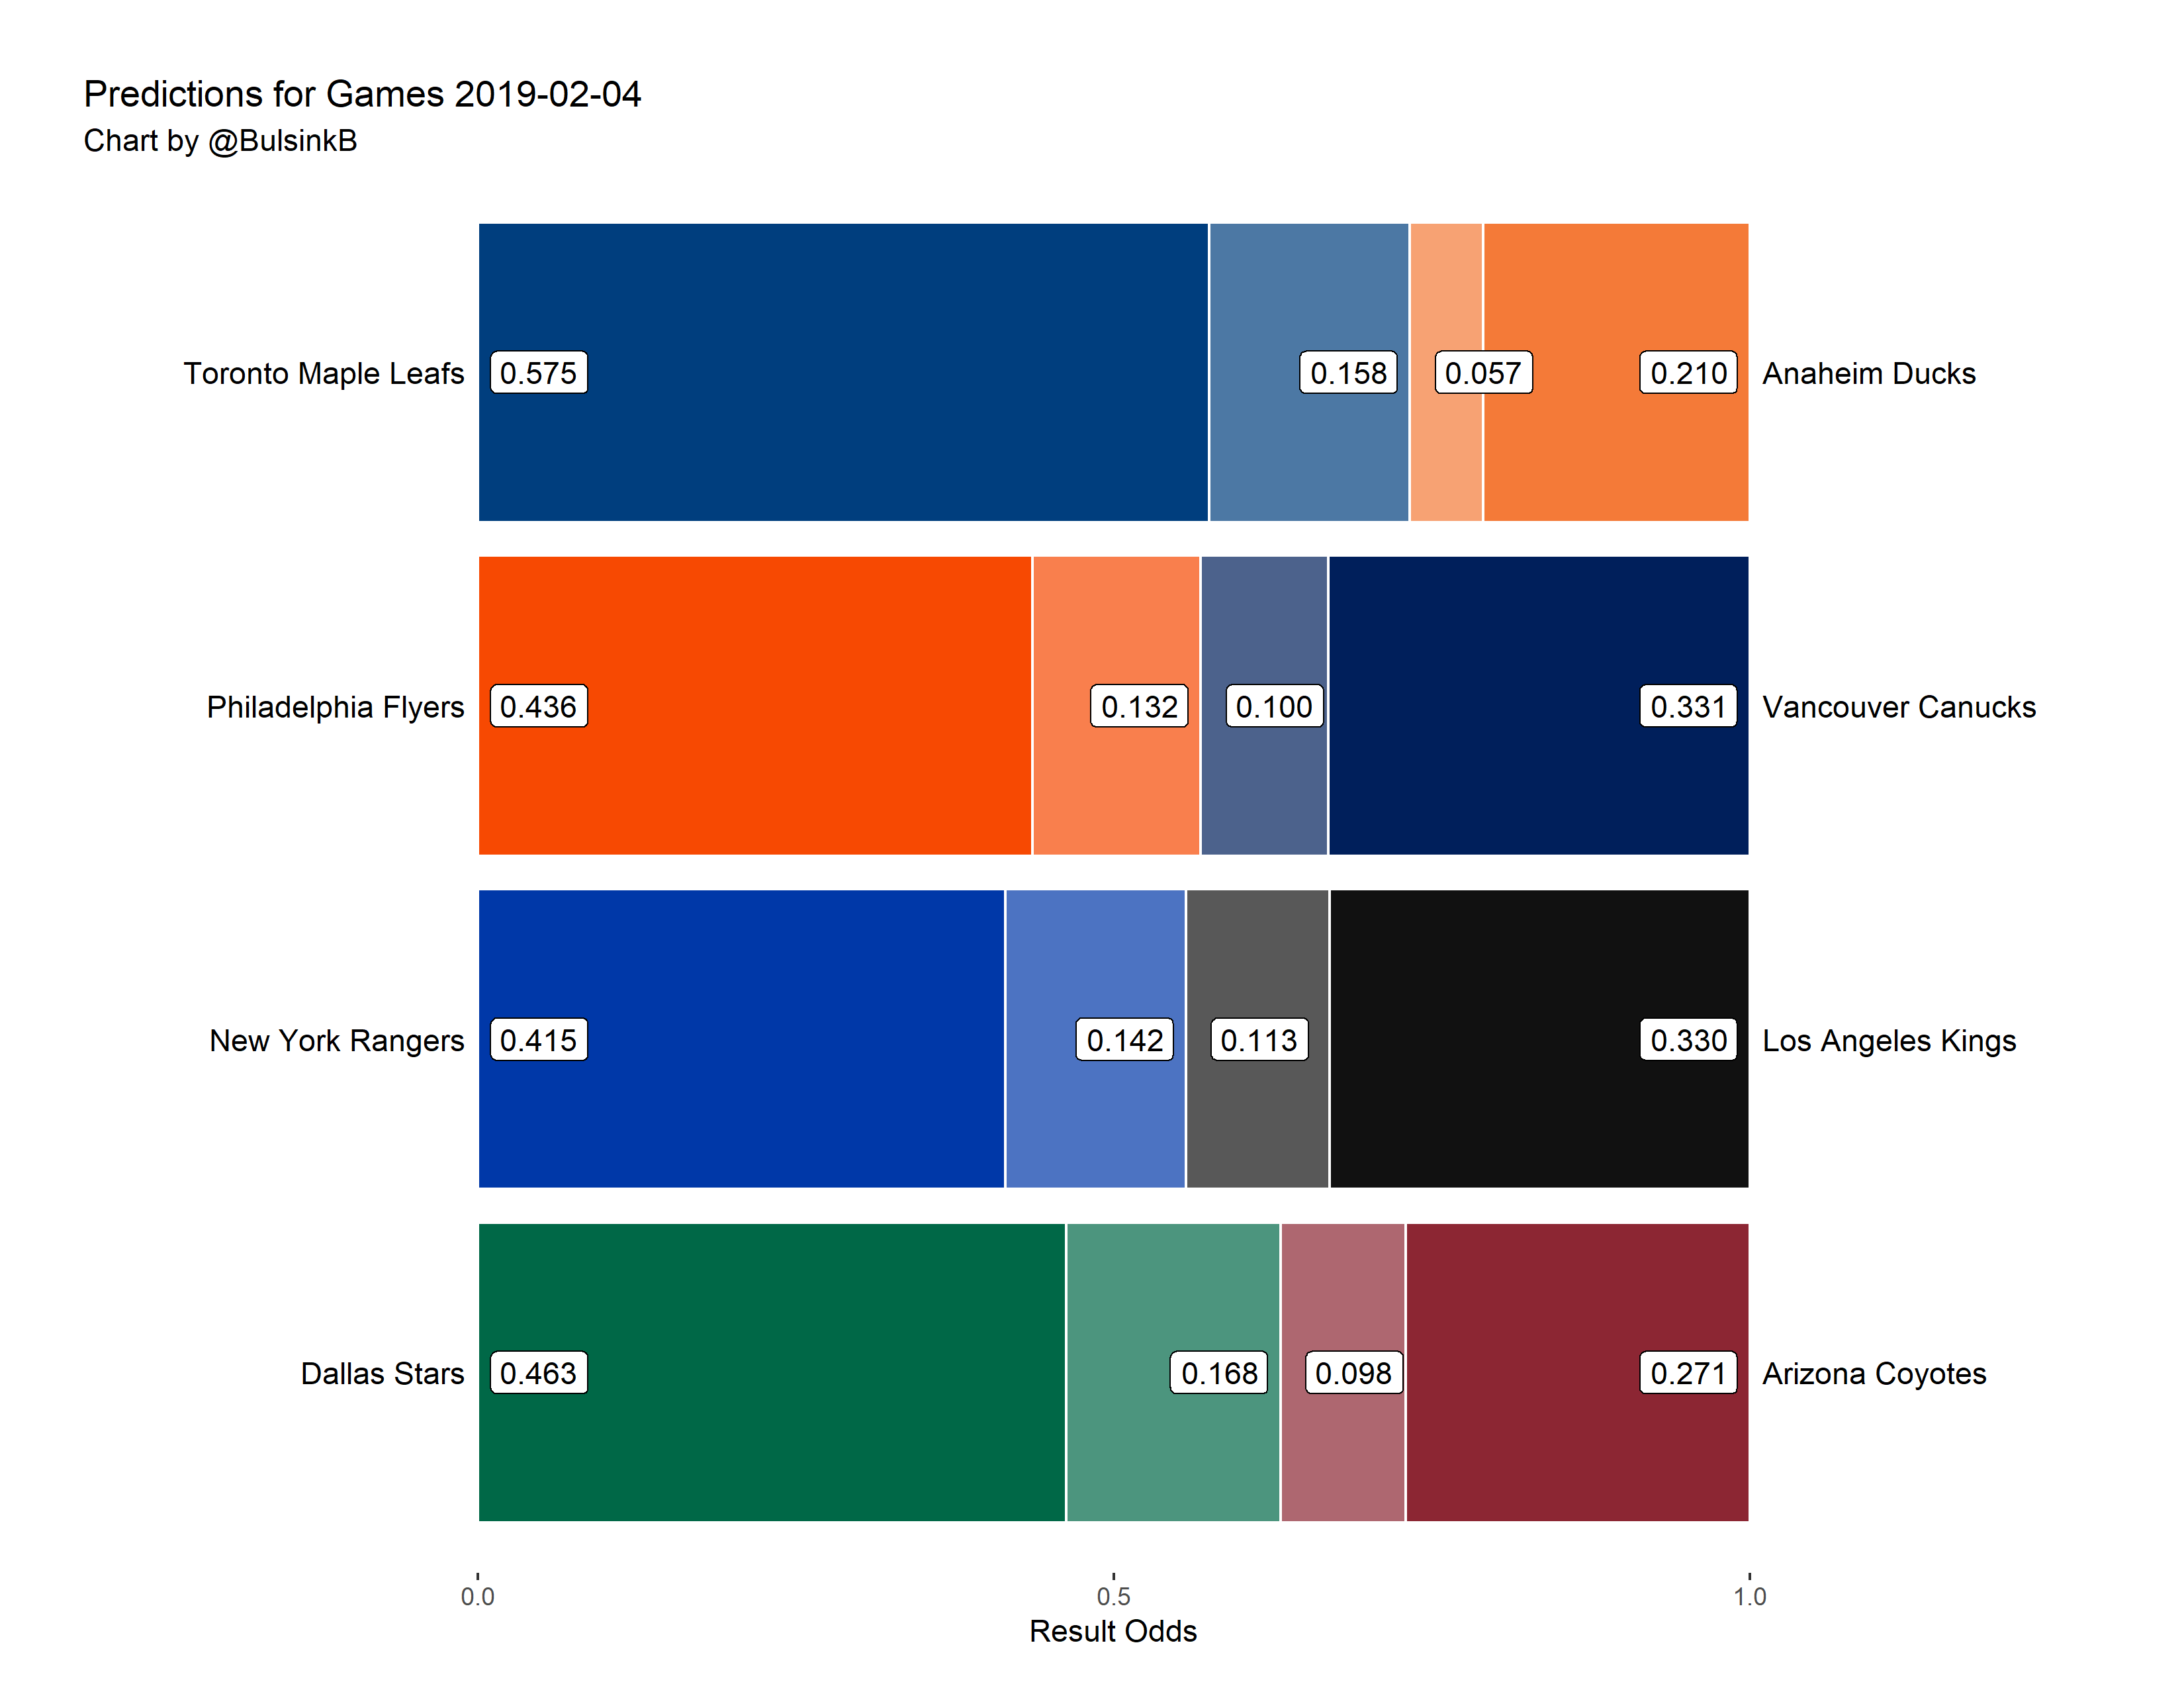 Predictions for Games 2019-02-04
Chart by @BulsinkB
Toronto Maple Leafs 0.575 0.158 0.057 0.210 Anaheim Ducks
Philadelphia Flyers 0.436 0.132 0.100 0.331 Vancouver Canucks
New York Rangers 0.415 0.142 0.113 0.330 Los Angeles Kings
Dallas Stars 0.463 0.168 0.098 0.271 Arizona Coyotes
0.0 0.5 1.0
Result Odds